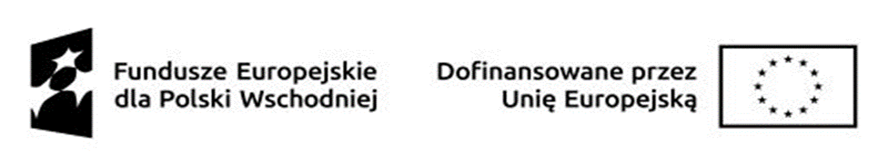 Fundusze Europejskie
dla Polski Wschodniej
Dofinansowane przez
Unię Europejską